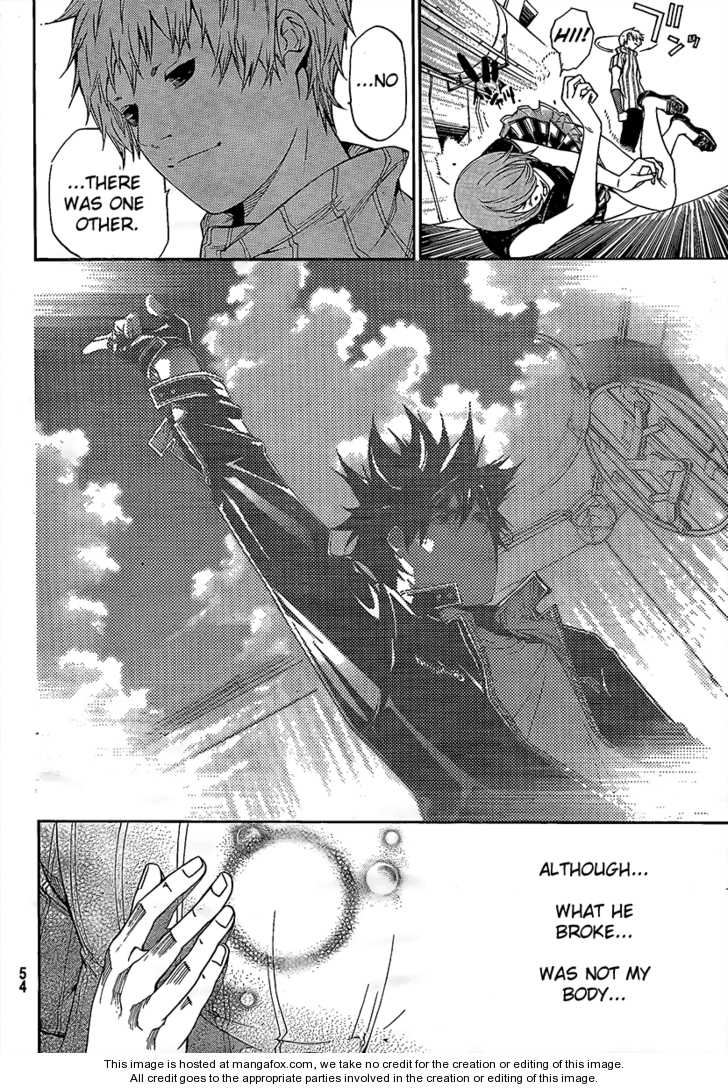 HIII!
...NO
...THERE
WAS ONE
OTHER.
ALTHOUGH...
WHAT HE
BROKE...
WAS NOT MY
BODY...
54
This image is hosted at mangafox.com, we take no credit for the creation or editing of this image.
All credit goes to the appropriate parties involved in the creation or editing of this image.